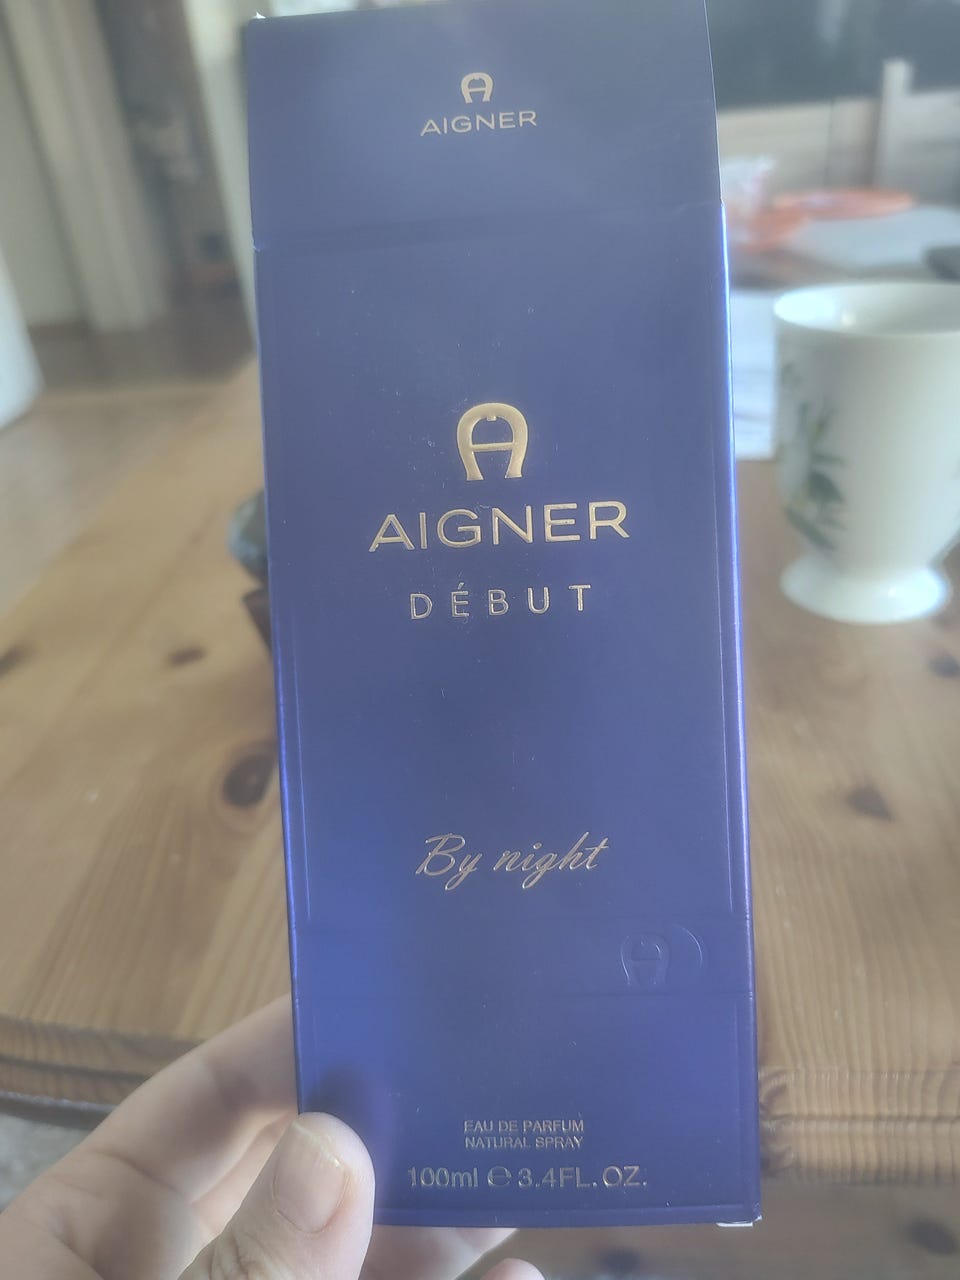 AIGNER
AIGNER
DÉBUT
By night
EAU DE PARFUM
NATURAL SPRAY
100ml e 3.4FL.OZ.